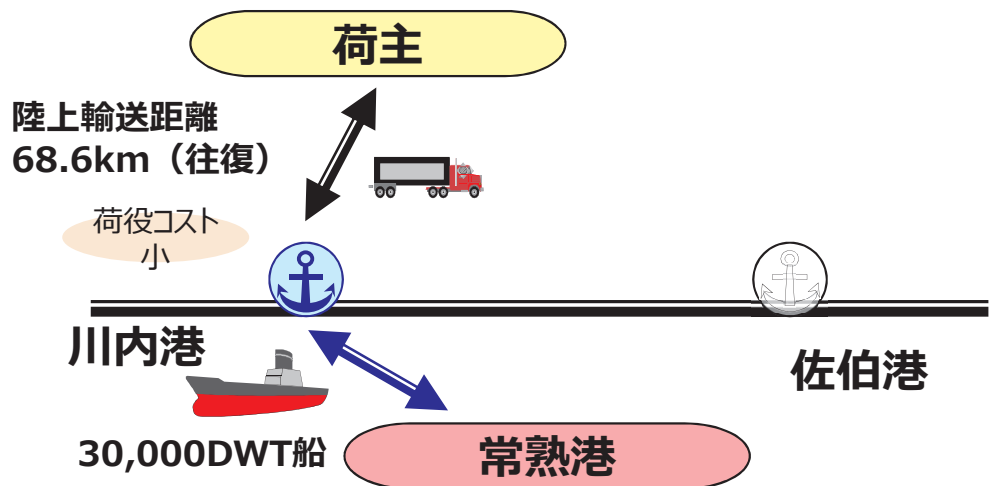 荷主
陸上輸送距離
68.6km（往復）
荷役コスト
小
川内港
佐伯港
30,000DWT船
常熟港